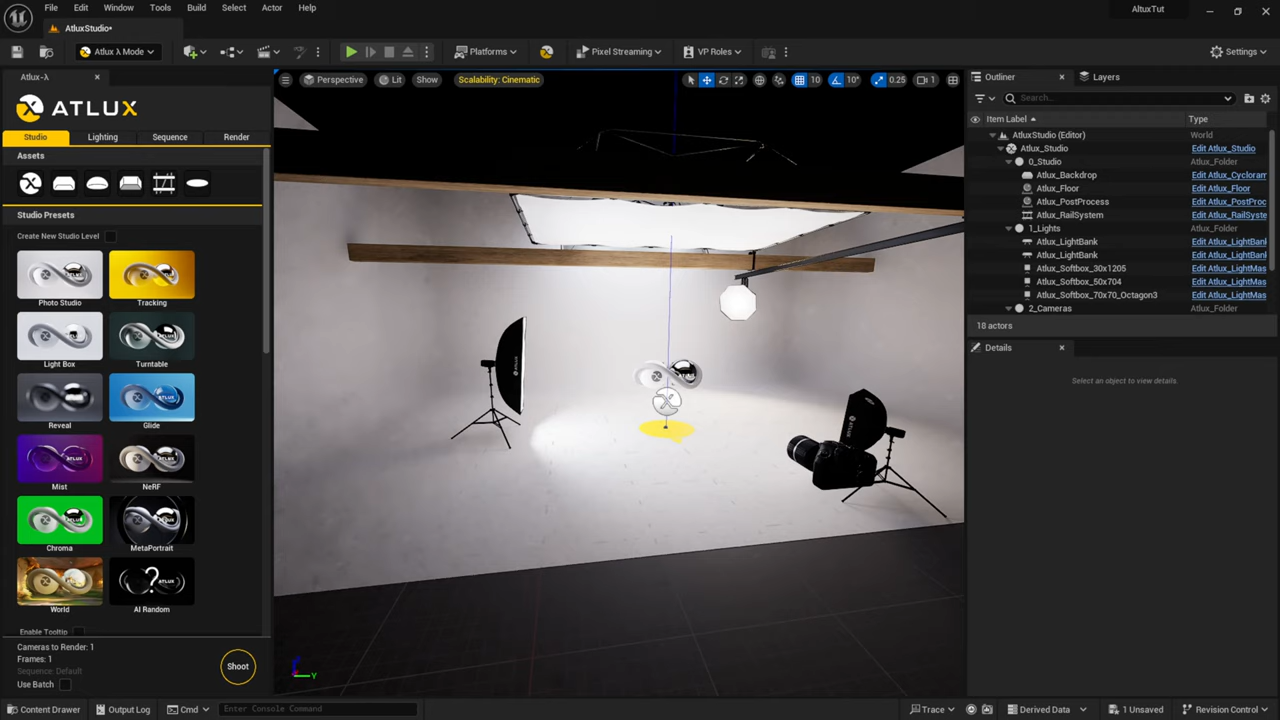 File Edit Window Tools Build Select Actor Help
AltuxTut
AtluxStudio•
Atlux λ Mode
Platforms
Pixel Streaming
VP Roles
Settings
Atlux-λ
ATLUX
Studio Lighting Sequence Render
Assets
Studio Presets
Create New Studio Level
Photo Studio
Tracking
Light Box
Turntable
Reveal
Glide
Mist
NeRF
Chroma
MetaPortrait
World
AI Random
Enable Tooltip
Cameras to Render: 1
Frames: 1
Sequence: Default
Use Batch
Shoot
Perspective Lit Show Scalability: Cinematic
10 10° 0.25 1
Outliner Layers
Search...
Item Label Type
AtluxStudio (Editor) World
Atlux_Studio Edit Atlux_Studio
0_Studio Atlux_Folder
Atlux_Backdrop Edit Atlux_Cyclorar
Atlux_Floor Edit Atlux_Floor
Atlux_PostProcess Edit Atlux_PostProc
Atlux_RailSystem Edit Atlux_RailSyste
1_Lights Atlux_Folder
Atlux_LightBank Edit Atlux_LightBank
Atlux_LightBank Edit Atlux_LightBank
Atlux_Softbox_30x1205 Edit Atlux_LightMas
Atlux_Softbox_50x704 Edit Atlux_LightMas
Atlux_Softbox_70x70_Octagon3 Edit Atlux_LightMas
2_Cameras Atlux_Folder
18 actors
Details
Select an object to view details.
Z
Y
Content Drawer Output Log Cmd Enter Console Command
Trace Derived Data 1 Unsaved Revision Control